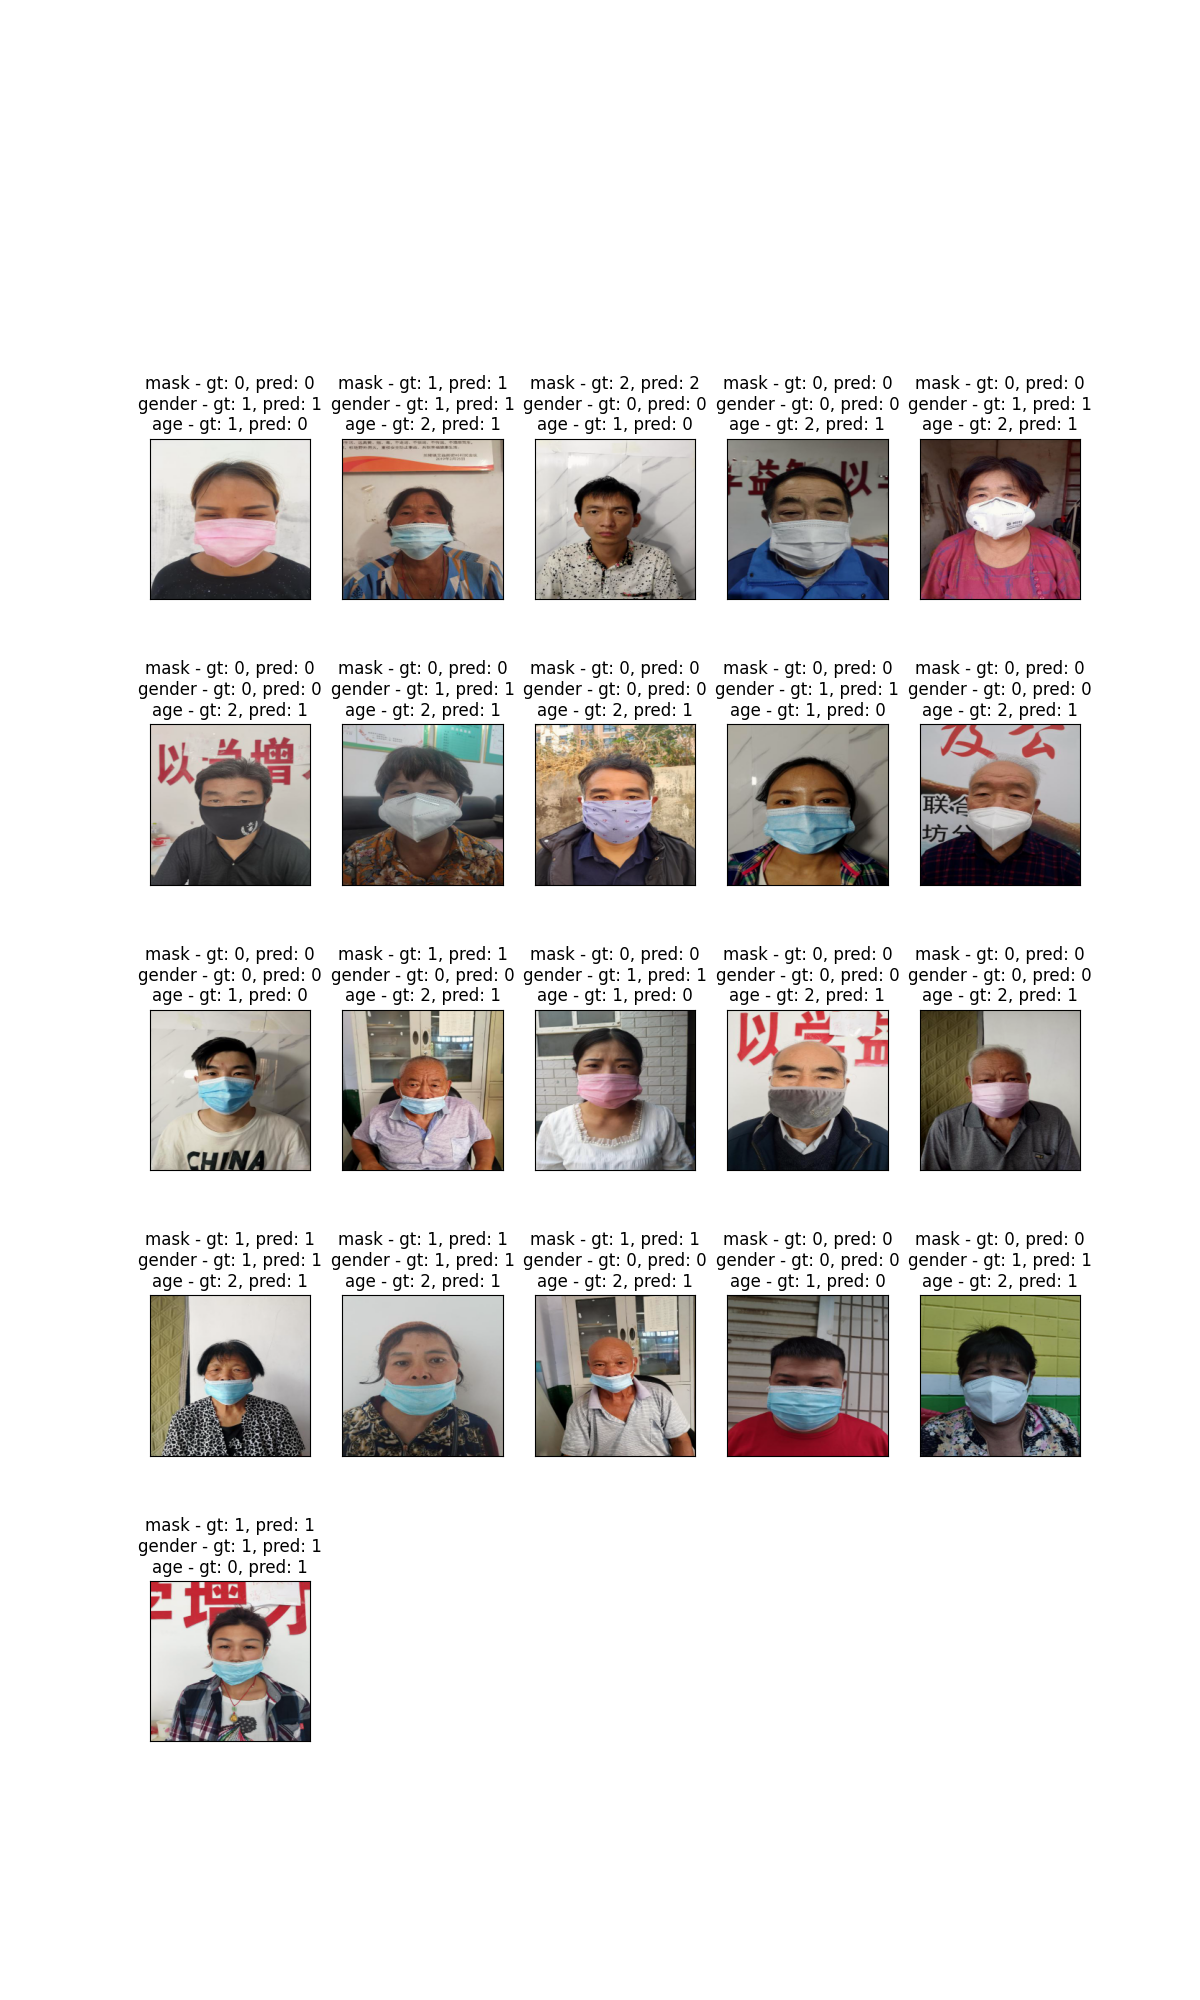 mask - gt: 0, pred: 0
gender - gt: 1, pred: 1
age - gt: 1, pred: 0
mask - gt: 1, pred: 1
gender - gt: 1, pred: 1
age - gt: 2, pred: 1
mask - gt: 2, pred: 2
gender - gt: 0, pred: 0
age - gt: 1, pred: 0
mask - gt: 0, pred: 0
gender - gt: 0, pred: 0
age - gt: 2, pred: 1
mask - gt: 0, pred: 0
gender - gt: 1, pred: 1
age - gt: 2, pred: 1
学益 以
mask - gt: 0, pred: 0
gender - gt: 0, pred: 0
age - gt: 2, pred: 1
mask - gt: 0, pred: 0
gender - gt: 1, pred: 1
age - gt: 2, pred: 1
mask - gt: 0, pred: 0
gender - gt: 0, pred: 0
age - gt: 2, pred: 1
mask - gt: 0, pred: 0
gender - gt: 1, pred: 1
age - gt: 1, pred: 0
mask - gt: 0, pred: 0
gender - gt: 0, pred: 0
age - gt: 2, pred: 1
以学增
发公
联合
坊分
mask - gt: 0, pred: 0
gender - gt: 0, pred: 0
age - gt: 1, pred: 0
mask - gt: 1, pred: 1
gender - gt: 0, pred: 0
age - gt: 2, pred: 1
mask - gt: 0, pred: 0
gender - gt: 1, pred: 1
age - gt: 1, pred: 0
mask - gt: 0, pred: 0
gender - gt: 0, pred: 0
age - gt: 2, pred: 1
mask - gt: 0, pred: 0
gender - gt: 0, pred: 0
age - gt: 2, pred: 1
CHINA
以学益
mask - gt: 1, pred: 1
gender - gt: 1, pred: 1
age - gt: 2, pred: 1
mask - gt: 1, pred: 1
gender - gt: 1, pred: 1
age - gt: 2, pred: 1
mask - gt: 1, pred: 1
gender - gt: 0, pred: 0
age - gt: 2, pred: 1
mask - gt: 0, pred: 0
gender - gt: 0, pred: 0
age - gt: 1, pred: 0
mask - gt: 0, pred: 0
gender - gt: 1, pred: 1
age - gt: 2, pred: 1
mask - gt: 1, pred: 1
gender - gt: 1, pred: 1
age - gt: 0, pred: 1
学增才